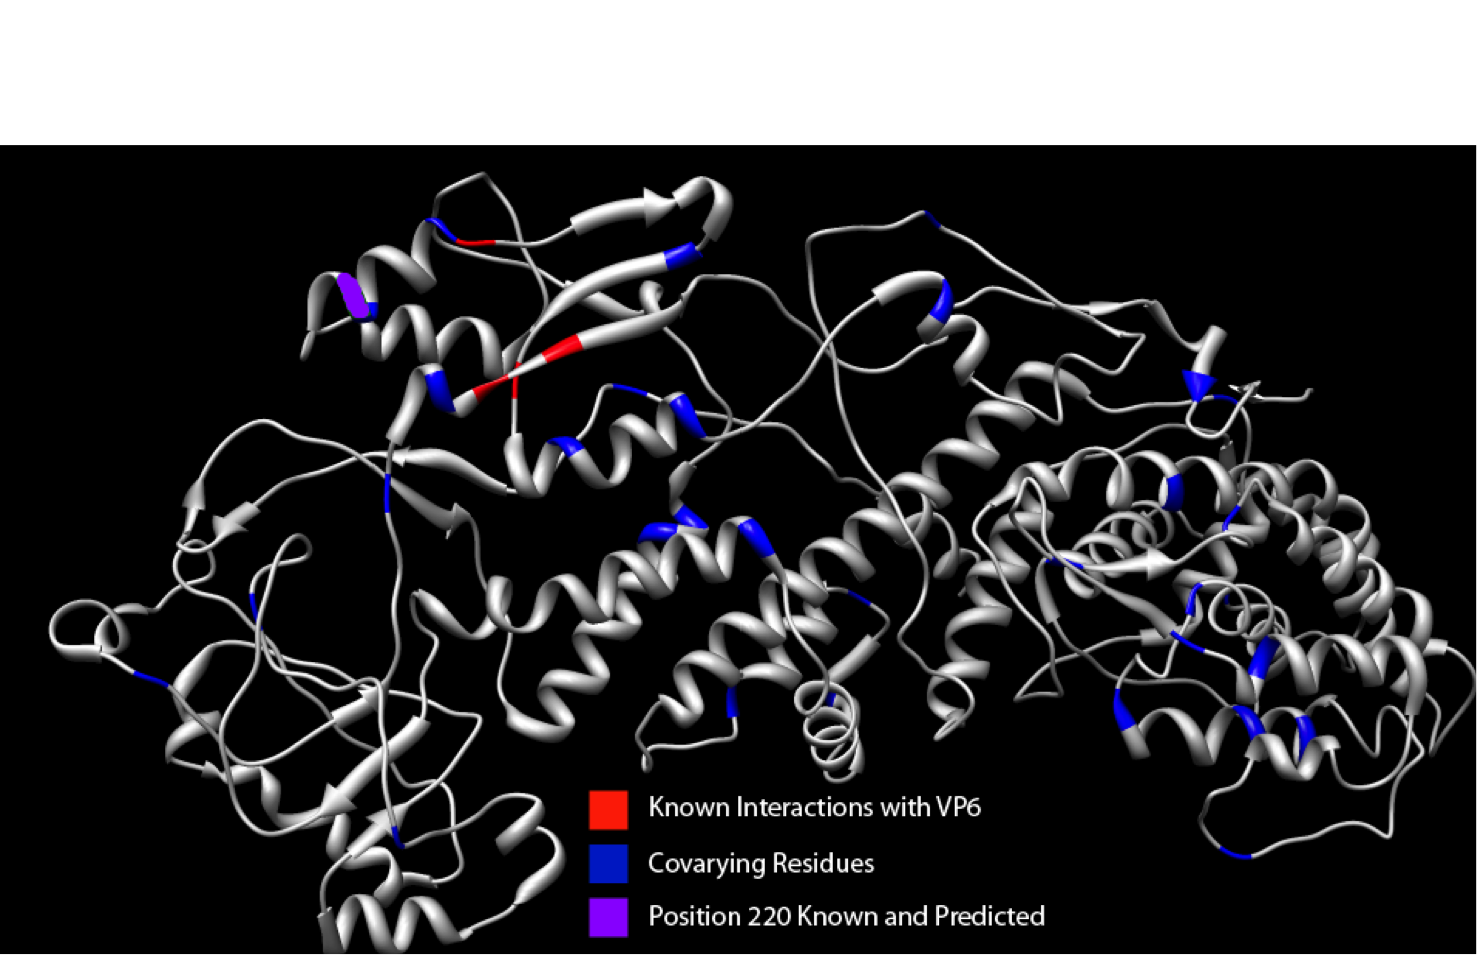 Known Interactions with VP6
Covarying Residues
Position 220 Known and Predicted